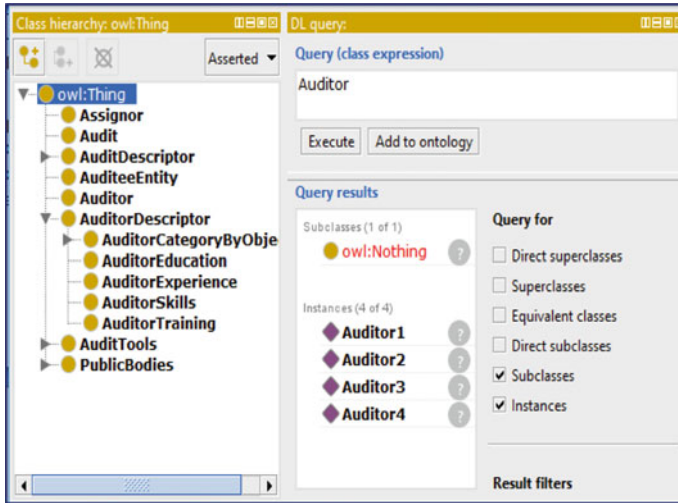 Class hierarchy: owl:Thing
Asserted
owl:Thing
Assignor
Audit
AuditDescriptor
AuditeeEntity
Auditor
AuditorDescriptor
AuditorCategoryByObje
AuditorEducation
AuditorExperience
AuditorSkills
AuditorTraining
AuditTools
PublicBodies
DL query:
Query (class expression)
Auditor
Execute Add to ontology
Query results
Subclasses (1 of 1)
owl:Nothing ?
Instances (4 of 4)
Auditor1 ?
Auditor2 ?
Auditor3 ?
Auditor4 ?
Query for
Direct superclasses
Superclasses
Equivalent classes
Direct subclasses
Subclasses
Instances
Result filters